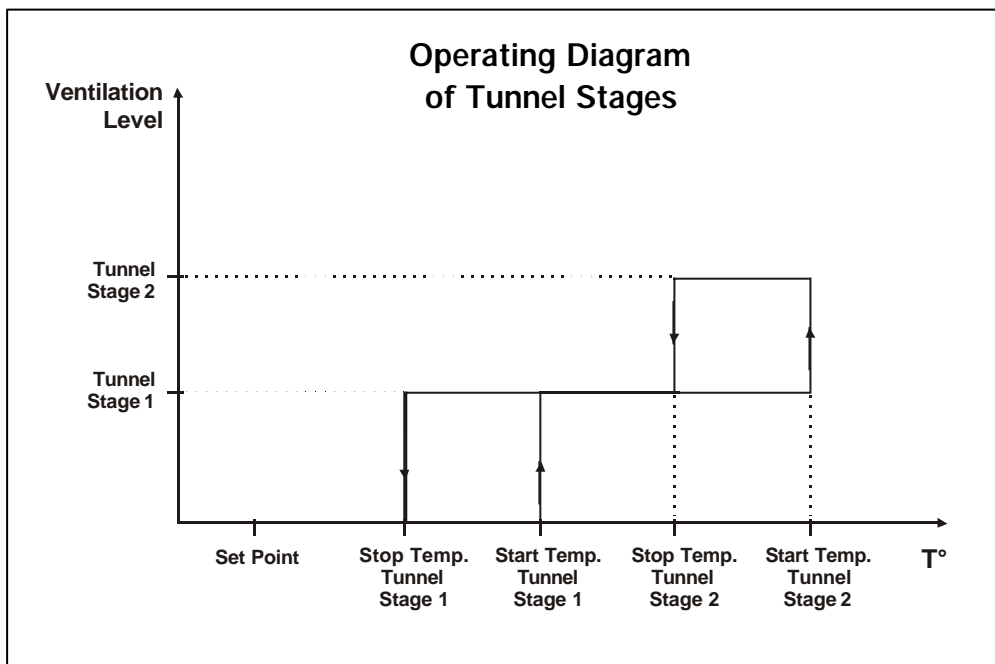 Operating Diagram
of Tunnel Stages
Ventilation
Level
Tunnel
Stage 2
Tunnel
Stage 1
Set Point
Stop Temp.
Tunnel
Stage 1
Start Temp.
Tunnel
Stage 1
Stop Temp.
Tunnel
Stage 2
Start Temp.
Tunnel
Stage 2
T°